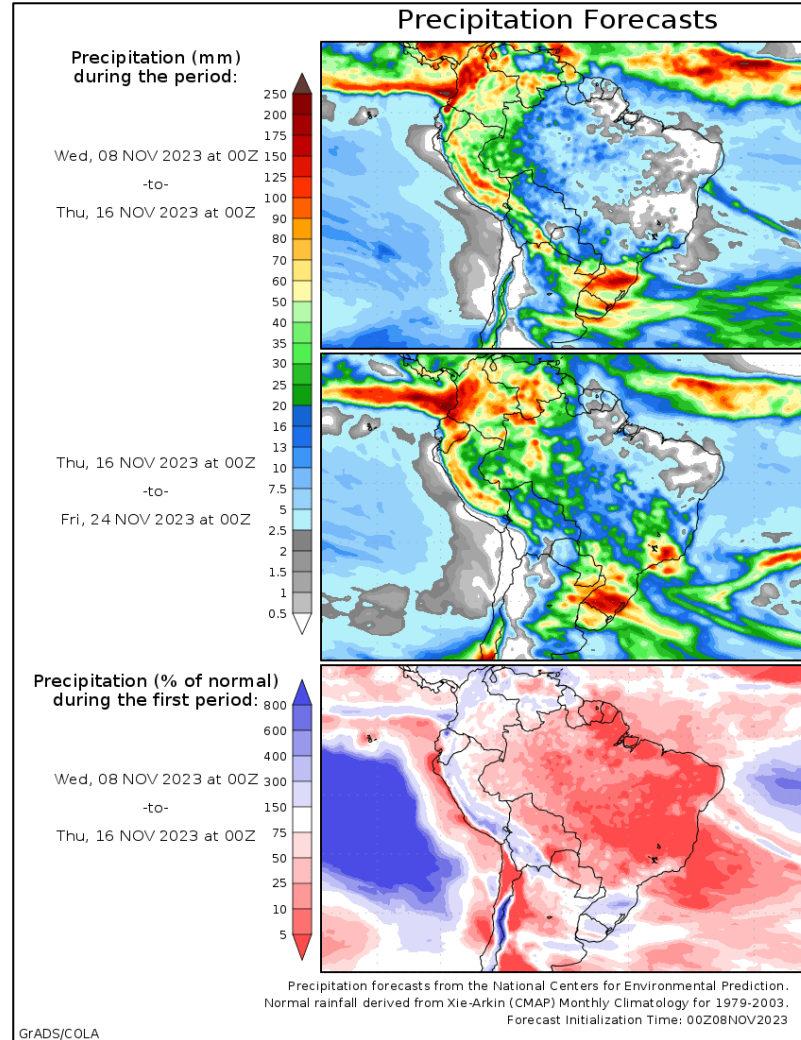 Precipitation Forecasts
Precipitation (mm)
during the period:
Wed, 08 NOV 2023 at 00Z
-to-
Thu, 16 NOV 2023 at 00Z
250
200
175
150
125
100
90
80
70
60
50
40
35
30
25
20
16
13
10
7.5
5
2.5
2
1.5
1
0.5
Thu, 16 NOV 2023 at 00Z
-to-
Fri, 24 NOV 2023 at 00Z
Precipitation (% of normal)
during the first period:
Wed, 08 NOV 2023 at 00Z
-to-
Thu, 16 NOV 2023 at 00Z
800
600
400
300
150
75
50
25
10
5
Precipitation forecasts from the National Centers for Environmental Prediction.
Normal rainfall derived from Xie-Arkin (CMAP) Monthly Climatology for 1979-2003.
Forecast Initialization Time: 00Z08NOV2023
GrADS/COLA